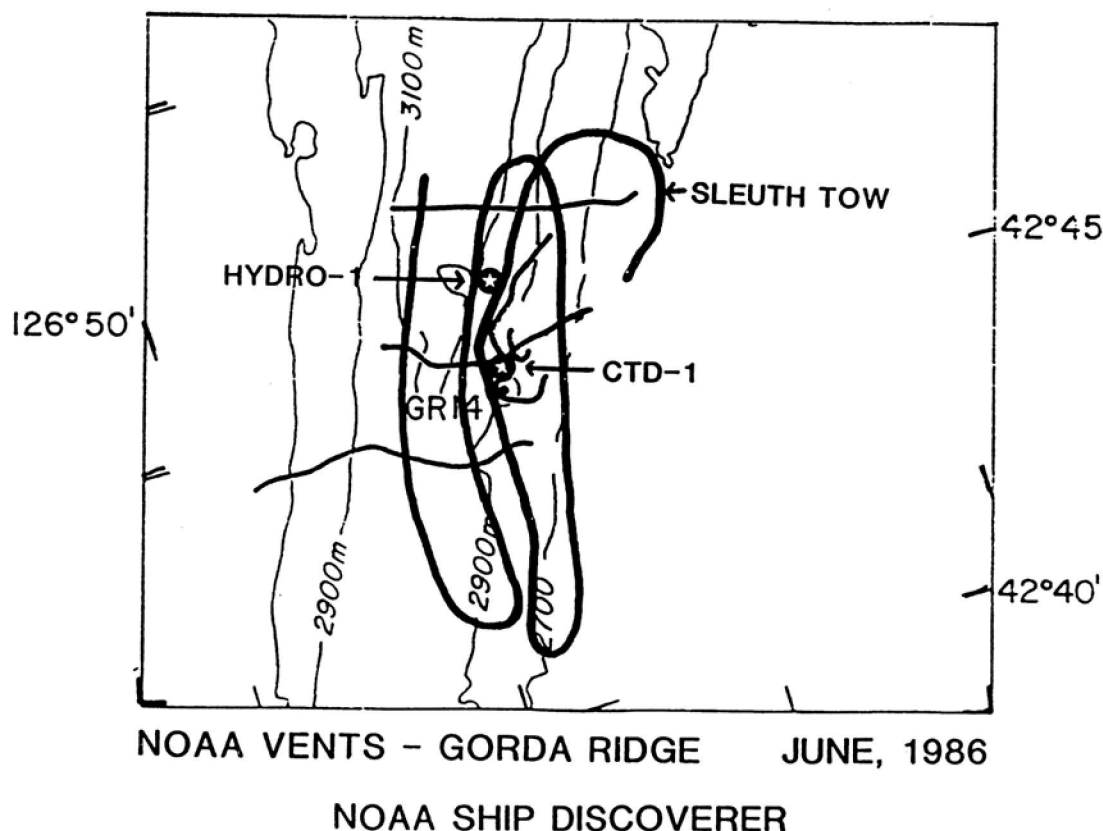 3100m
SLEUTH TOW
42°45
HYDRO-1
126°50'
CTD-1
GR14
2900m
2900m
2700
42°40'
NOAA VENTS - GORDA RIDGE JUNE, 1986
NOAA SHIP DISCOVERER